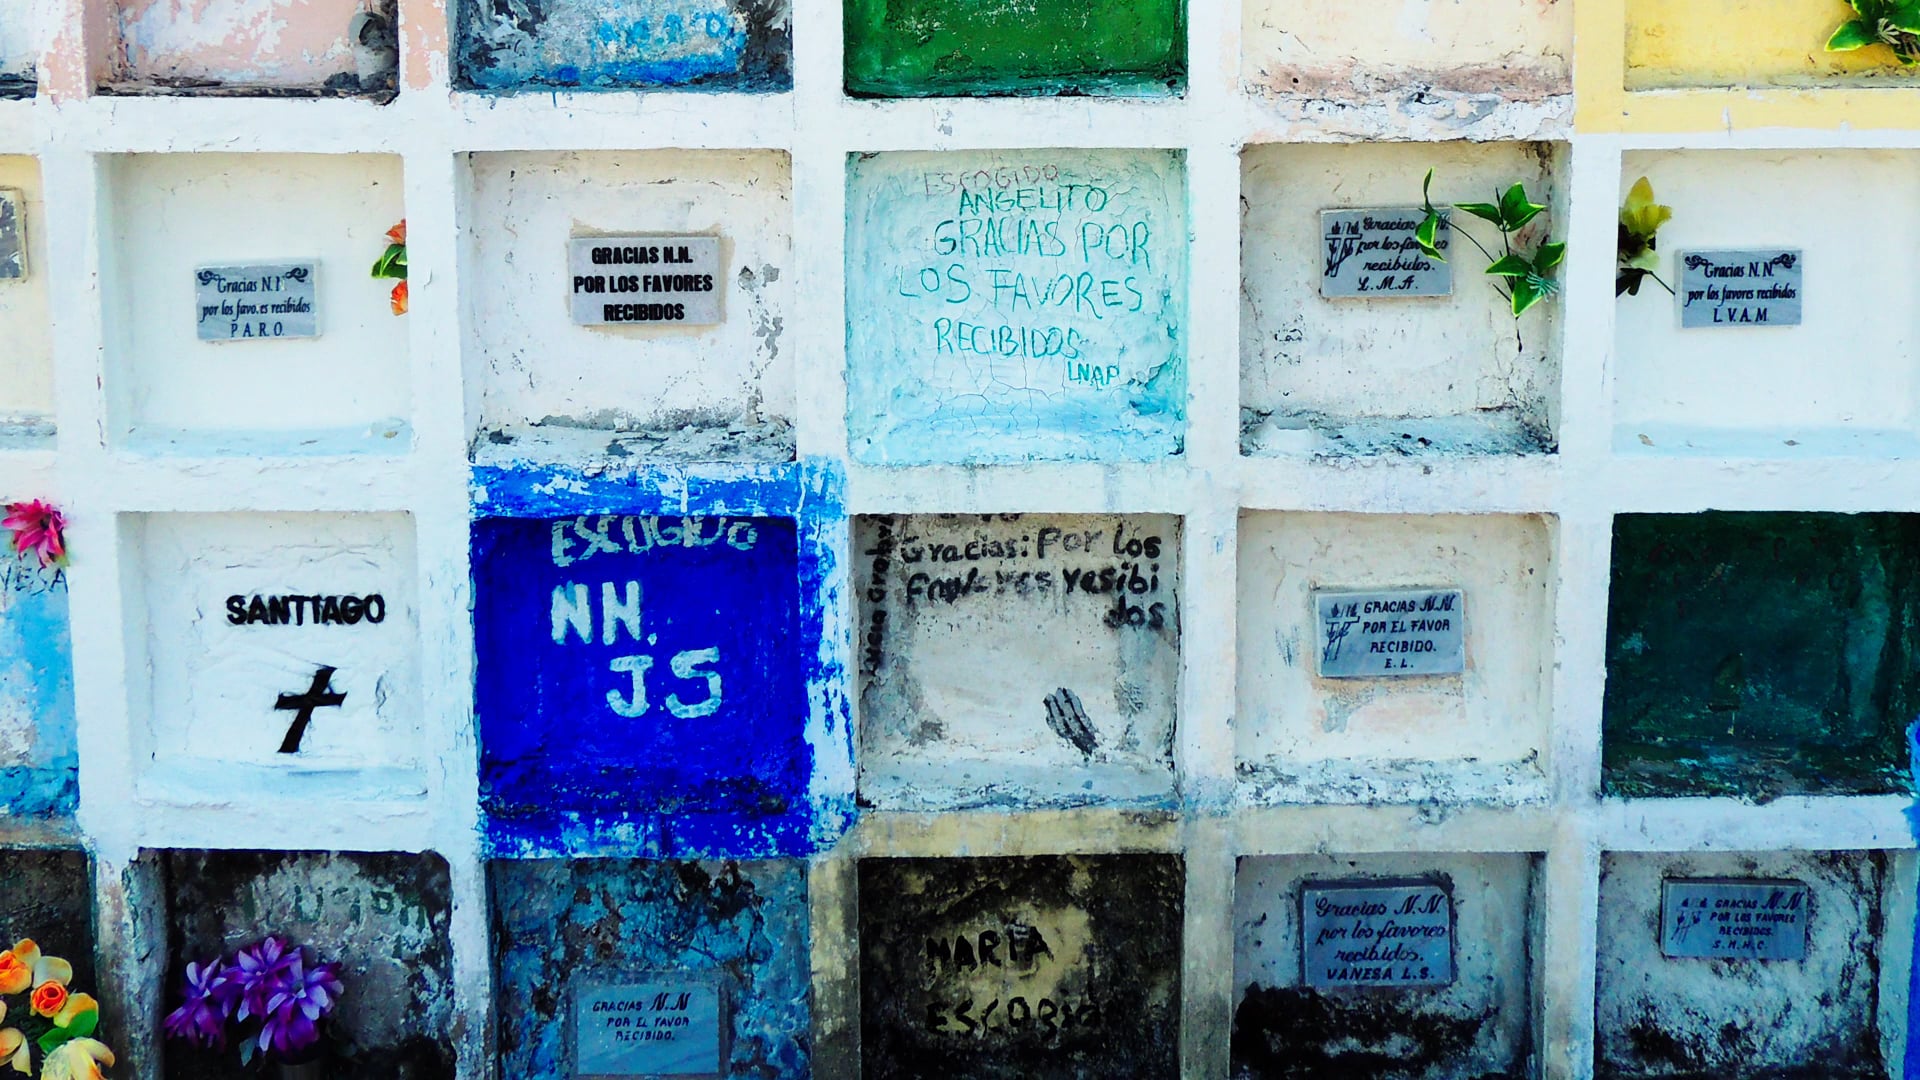 Gracias N.
por los favo.es recibidos
P.A.R.O.
GRACIAS N.N.
POR LOS FAVORES
RECIBIDOS
ESCOGIDO
ANGELITO
GRACIAS POR
LOS FAVORES
RECIBIDOS
LNAP
Gracias
por los favores
recibidos.
L.M.A.
Gracias N.N.
por los favores recibidos
L.V.A.M.
SANTIAGO
ESCOGIDO
NN.
J.S
Gracias: Por los
resibi
dos
GRACIAS N.N.
POR EL FAVOR
RECIBIDO.
E.L.
GRACIAS N.N
POR EL FAVOR
RECIBIDO.
MARIA
Gracias N.N.
por los favores
recibidos.
VANESA L.S.
GRACIAS N.N
POR LOS FAVORES
RECIBIDOS.
S.M.H.C.